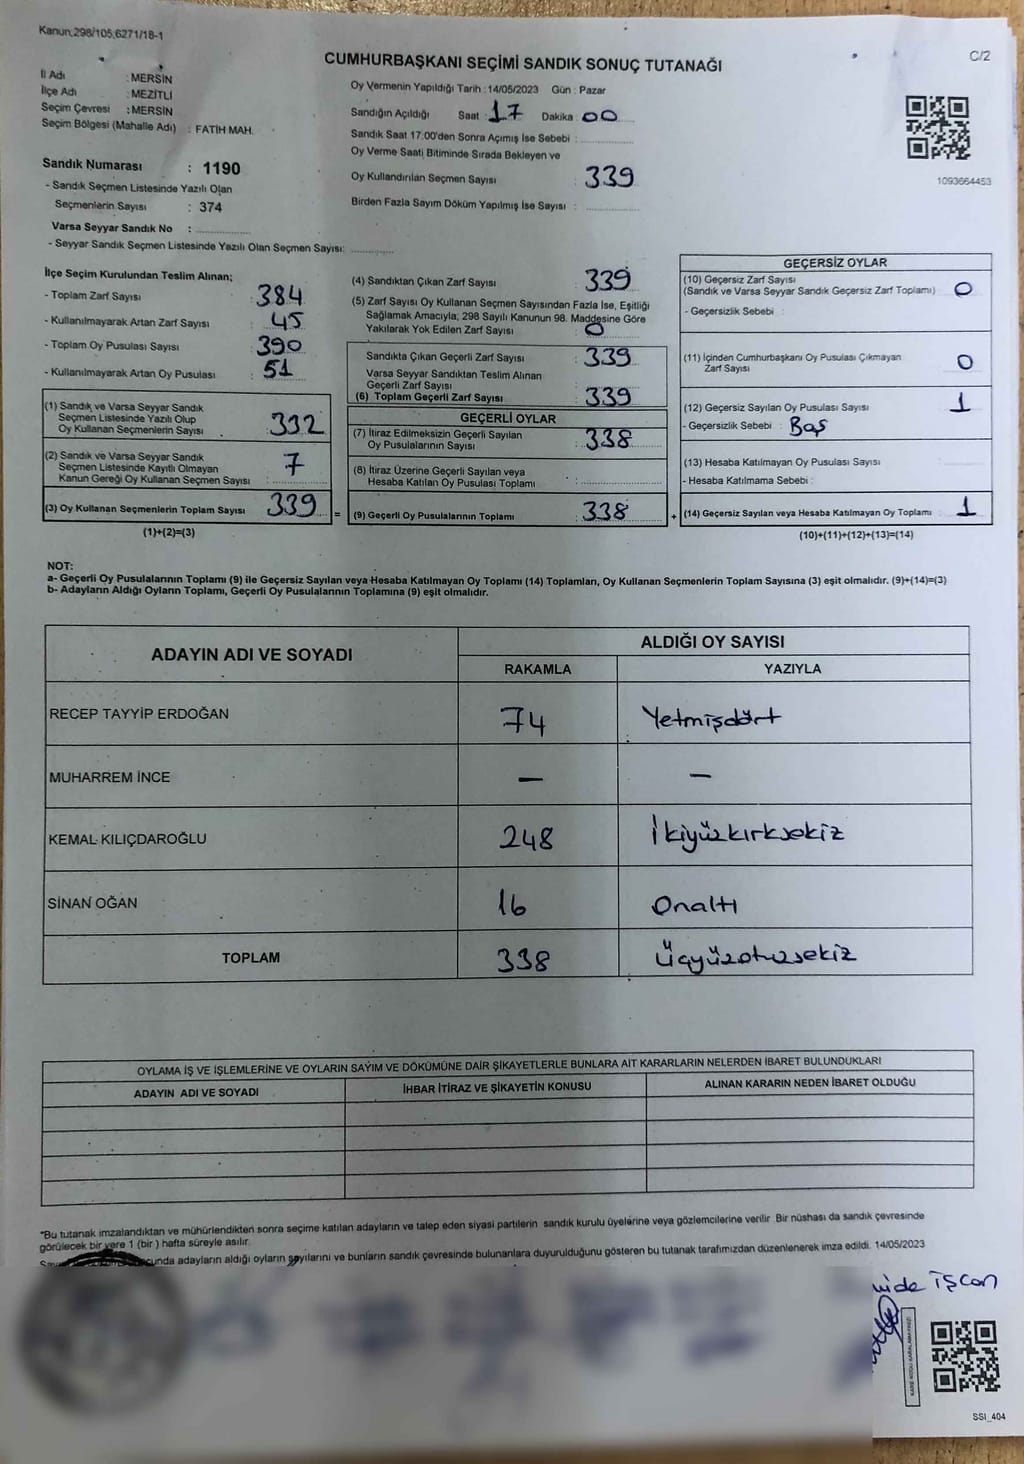 Kanun;298/105,6271/18-1
C/2
CUMHURBAŞKANI SEÇİMİ SANDIK SONUÇ TUTANAĞI
İl Adı : MERSİN
İlçe Adı : MEZİTLİ
Seçim Çevresi : MERSİN
Seçim Bölgesi (Mahalle Adı) : FATİH MAH.
Sandık Numarası : 1190
- Sandık Seçmen Listesinde Yazılı Olan
Seçmenlerin Sayısı : 374
Varsa Seyyar Sandık No :
- Seyyar Sandık Seçmen Listesinde Yazılı Olan Seçmen Sayısı:
Oy Vermenin Yapıldığı Tarih : 14/05/2023 Gün : Pazar
Sandığın Açıldığı Saat : 17 Dakika : 00
Sandık Saat 17:00'den Sonra Açımış İse Sebebi :
Oy Verme Saati Bitiminde Sırada Bekleyen ve
Oy Kullandırılan Seçmen Sayısı : 339
Birden Fazla Sayım Döküm Yapılmış İse Sayısı :
1093664453
İlçe Seçim Kurulundan Teslim Alınan;
- Toplam Zarf Sayısı : 384
- Kullanılmayarak Artan Zarf Sayısı : 45
- Toplam Oy Pusulası Sayısı : 390
- Kullanılmayarak Artan Oy Pusulası : 51
(1) Sandık ve Varsa Seyyar Sandık
Seçmen Listesinde Yazılı Olup
Oy Kullanan Seçmenlerin Sayısı : 332
(2) Sandık ve Varsa Seyyar Sandık
Seçmen Listesinde Kayıtlı Olmayan
Kanun Gereği Oy Kullanan Seçmen Sayısı : 7
(3) Oy Kullanan Seçmenlerin Toplam Sayısı 339 =
(1)+(2)=(3)
(4) Sandıktan Çıkan Zarf Sayısı : 339
(5) Zarf Sayısı Oy Kullanan Seçmen Sayısından Fazla İse, Eşitliği
Sağlamak Amacıyla; 298 Sayılı Kanunun 98. Maddesine Göre
Yakılarak Yok Edilen Zarf Sayısı : 0
Sandıkta Çıkan Geçerli Zarf Sayısı : 339
Varsa Seyyar Sandıktan Teslim Alınan
Geçerli Zarf Sayısı :
(6) Toplam Geçerli Zarf Sayısı : 339
GEÇERLİ OYLAR
(7) İtiraz Edilmeksizin Geçerli Sayılan
Oy Pusulalarının Sayısı : 338
(8) İtiraz Üzerine Geçerli Sayılan veya
Hesaba Katılan Oy Pusulası Toplamı :
(9) Geçerli Oy Pusulalarının Toplamı : 338 +
GEÇERSİZ OYLAR
(10) Geçersiz Zarf Sayısı
(Sandık ve Varsa Seyyar Sandık Geçersiz Zarf Toplamı) : 0
- Geçersizlik Sebebi :
(11) İçinden Cumhurbaşkanı Oy Pusulası Çıkmayan
Zarf Sayısı : 0
(12) Geçersiz Sayılan Oy Pusulası Sayısı : 1
- Geçersizlik Sebebi : Boş
(13) Hesaba Katılmayan Oy Pusulası Sayısı :
- Hesaba Katılmama Sebebi :
(14) Geçersiz Sayılan veya Hesaba Katılmayan Oy Toplamı : 1
(10)+(11)+(12)+(13)=(14)
NOT:
a- Geçerli Oy Pusulalarının Toplamı (9) ile Geçersiz Sayılan veya Hesaba Katılmayan Oy Toplamı (14) Toplamları, Oy Kullanan Seçmenlerin Toplam Sayısına (3) eşit olmalıdır. (9)+(14)=(3)
b- Adayların Aldığı Oyların Toplamı, Geçerli Oy Pusulalarının Toplamına (9) eşit olmalıdır.
ADAYIN ADI VE SOYADI
ALDIĞI OY SAYISI
RAKAMLA YAZIYLA
RECEP TAYYİP ERDOĞAN 74 Yetmişdört
MUHARREM İNCE — —
KEMAL KILIÇDAROĞLU 248 İkiyüzkırksekiz
SİNAN OĞAN 16 Onaltı
TOPLAM 338 Üçyüzotuzsekiz
OYLAMA İŞ VE İŞLEMLERİNE VE OYLARIN SAYIM VE DÖKÜMÜNE DAİR ŞİKAYETLERLE BUNLARA AİT KARARLARIN NELERDEN İBARET BULUNDUKLARI
ADAYIN ADI VE SOYADI İHBAR İTİRAZ VE ŞİKAYETİN KONUSU ALINAN KARARIN NEDEN İBARET OLDUĞU
*Bu tutanak imzalandıktan ve mühürlendikten sonra seçime katılan adayların ve talep eden siyasi partilerin sandık kurulu üyelerine veya gözlemcilerine verilir. Bir nüshası da sandık çevresinde
görülecek bir yere 1 (bir ) hafta süreyle asılır.
adayların aldığı oyların sayılarını ve bunların sandık çevresinde bulunanlara duyurulduğunu gösteren bu tutanak tarafımızdan düzenlenerek imza edildi. 14/05/2023
İşcan
SSI_404